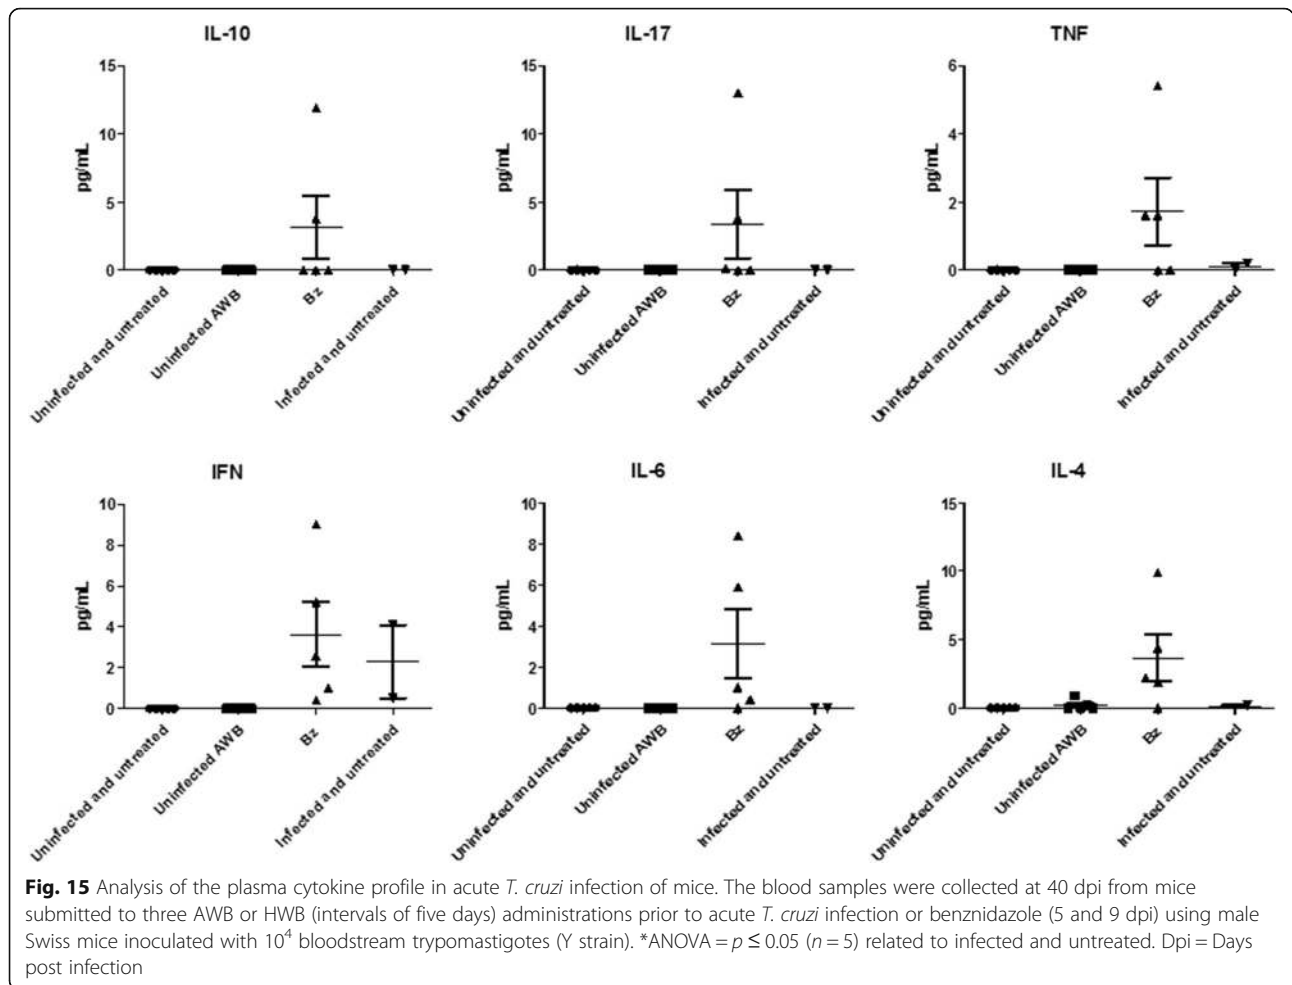 IL-10
IL-17
TNF
15
10
5
0
pg/mL
Uninfected and untreated
Uninfected AWB
Bz
Infected and untreated
15
10
5
0
pg/mL
Uninfected and untreated
Uninfected AWB
Bz
Infected and untreated
6
4
2
0
pg/mL
Uninfected and untreated
Uninfected AWB
Bz
Infected and untreated
IFN
IL-6
IL-4
10
8
6
4
2
0
pg/mL
Uninfected and untreated
Uninfected AWB
Bz
Infected and untreated
10
8
6
4
2
0
pg/mL
Uninfected and untreated
Uninfected AWB
Bz
Infected and untreated
15
10
5
0
pg/mL
Uninfected and untreated
Uninfected AWB
Bz
Infected and untreated
Fig. 15 Analysis of the plasma cytokine profile in acute T. cruzi infection of mice. The blood samples were collected at 40 dpi from mice
submitted to three AWB or HWB (intervals of five days) administrations prior to acute T. cruzi infection or benznidazole (5 and 9 dpi) using male
Swiss mice inoculated with 10⁴ bloodstream trypomastigotes (Y strain). *ANOVA = p ≤ 0.05 (n = 5) related to infected and untreated. Dpi = Days
post infection